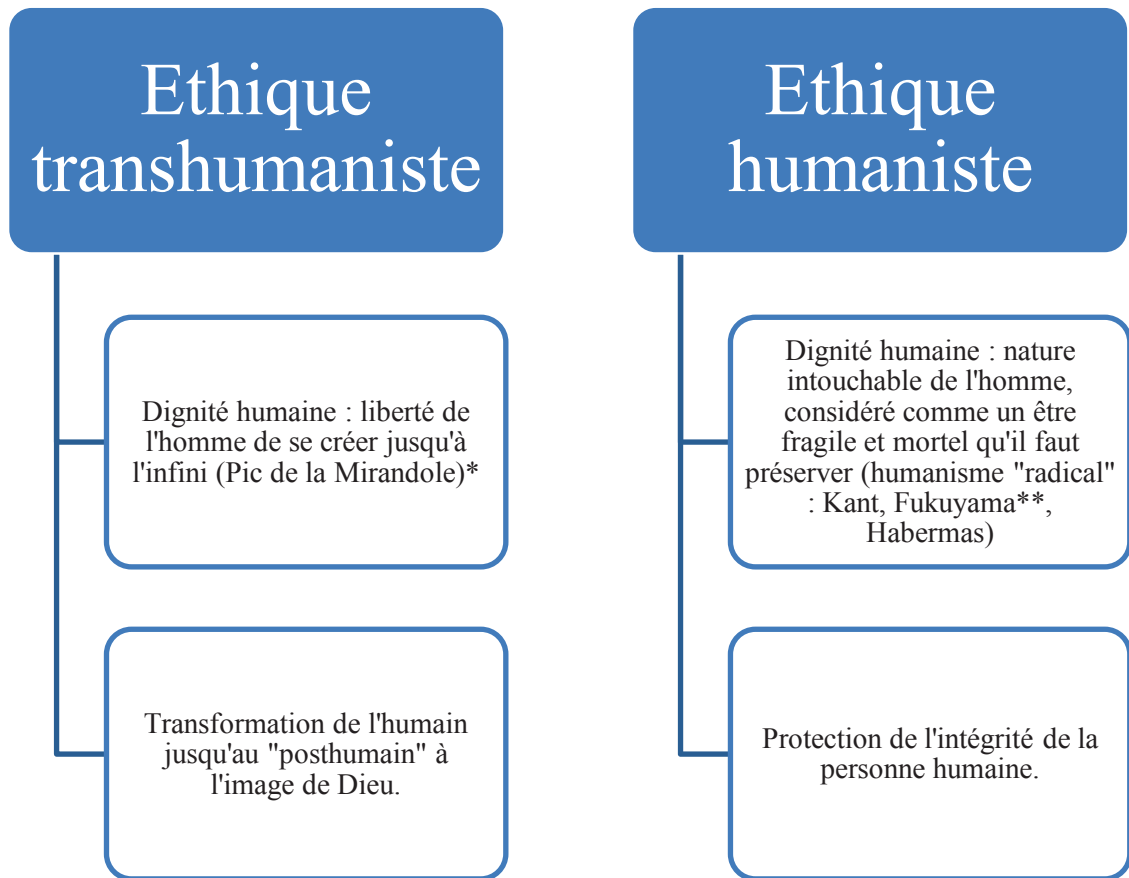 Ethique
transhumaniste
Dignité humaine : liberté de
l'homme de se créer jusqu'à
l'infini (Pic de la Mirandole)*
Transformation de l'humain
jusqu'au "posthumain" à
l'image de Dieu.
Ethique
humaniste
Dignité humaine : nature
intouchable de l'homme,
considéré comme un être
fragile et mortel qu'il faut
préserver (humanisme "radical"
: Kant, Fukuyama**,
Habermas)
Protection de l'intégrité de la
personne humaine.